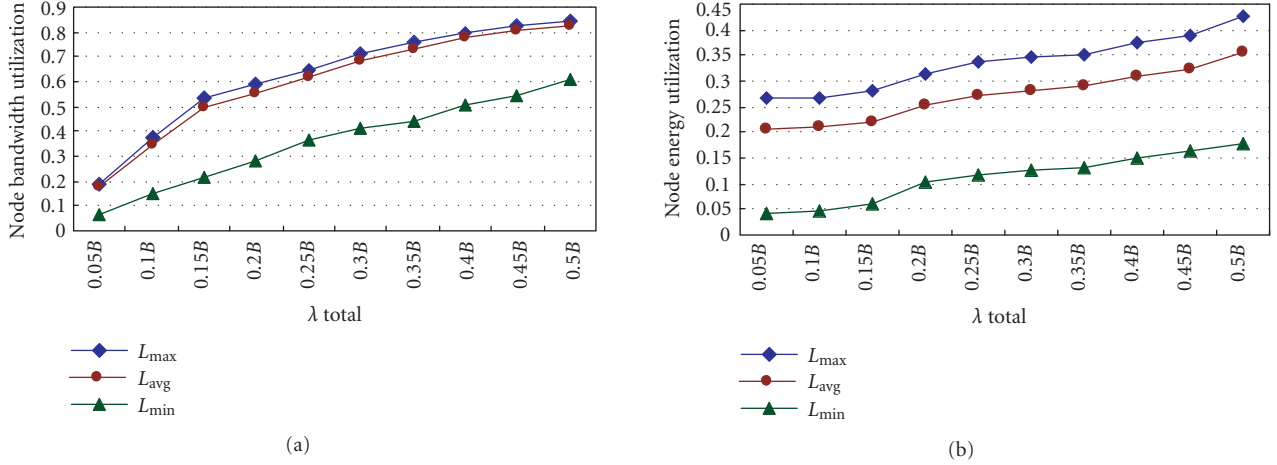 Node bandwidth utilization
0.9
0.8
0.7
0.6
0.5
0.4
0.3
0.2
0.1
0
0.05B
0.1B
0.15B
0.2B
0.25B
0.3B
0.35B
0.4B
0.45B
0.5B
λ total
Lmax
Lavg
Lmin
(a)
Node energy utilization
0.45
0.4
0.35
0.3
0.25
0.2
0.15
0.1
0.05
0
0.05B
0.1B
0.15B
0.2B
0.25B
0.3B
0.35B
0.4B
0.45B
0.5B
λ total
Lmax
Lavg
Lmin
(b)